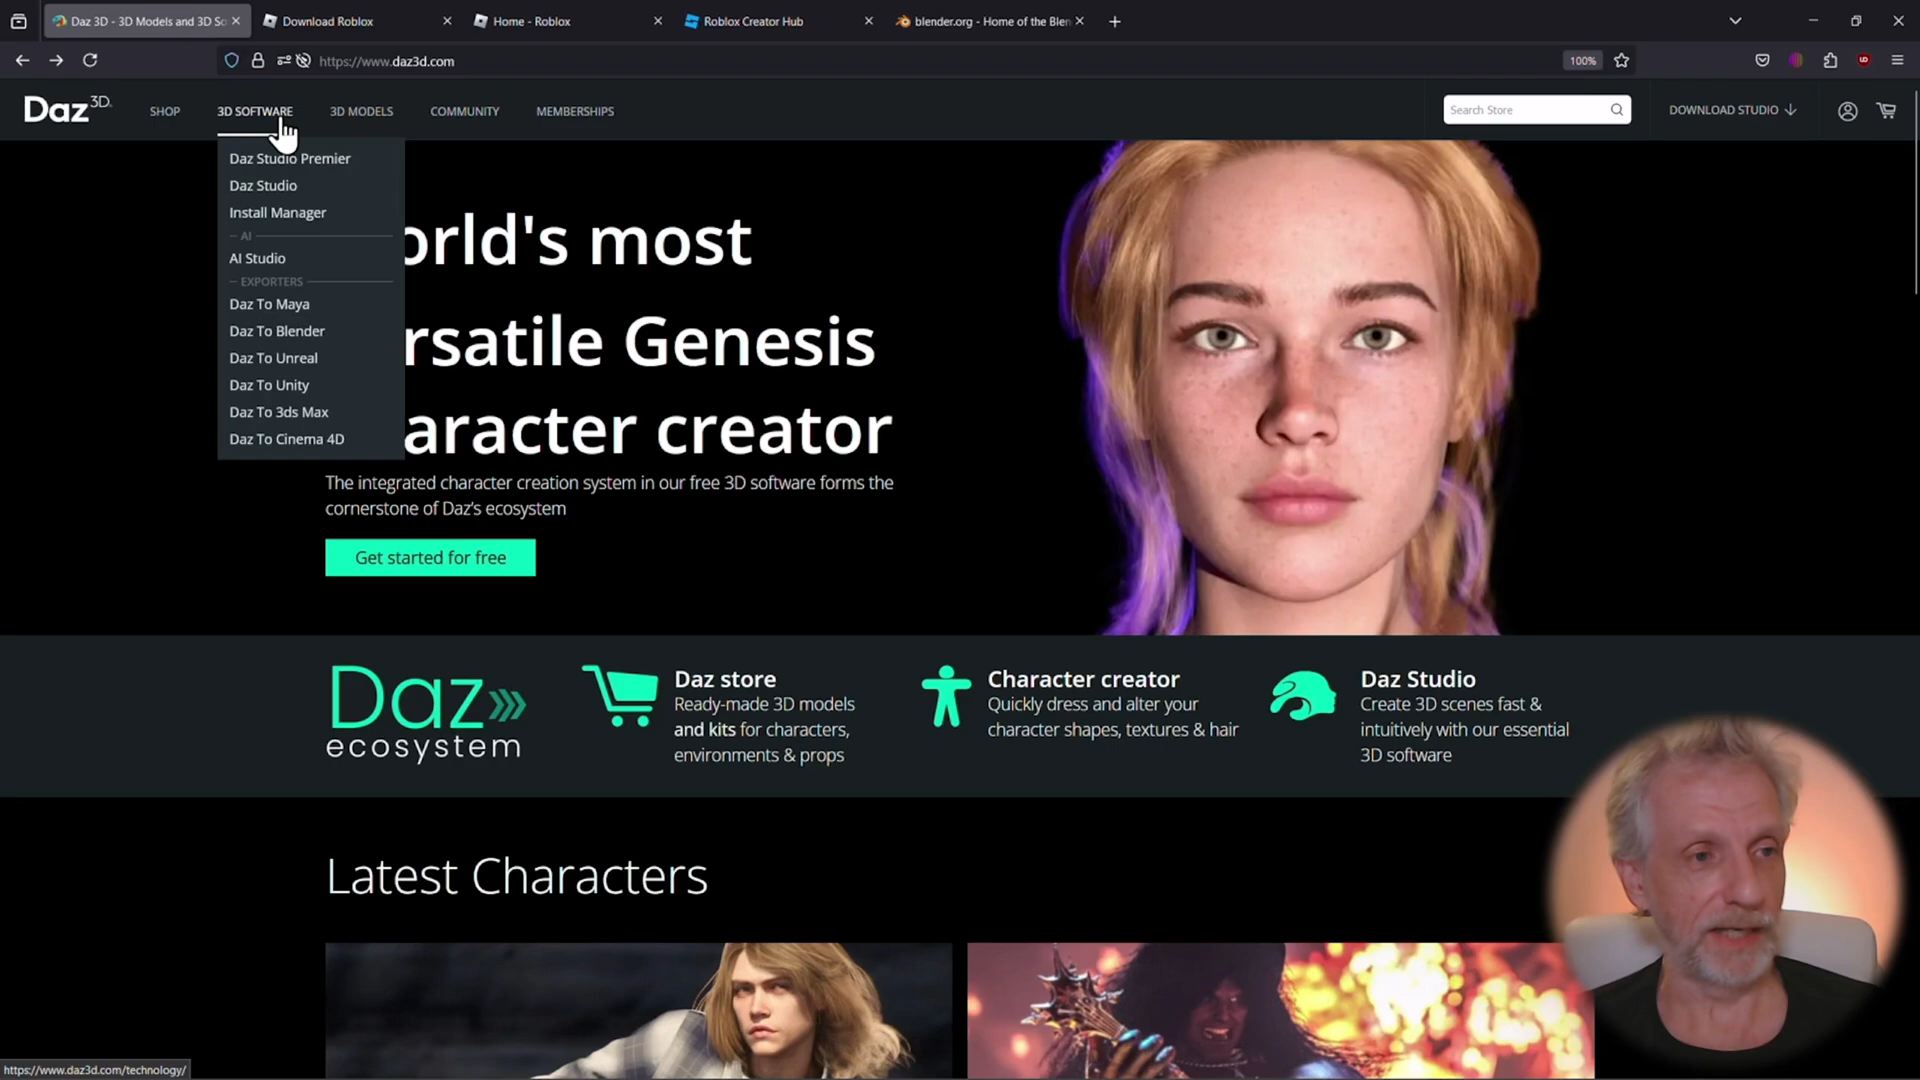 Daz 3D - 3D Models and 3D So
Download Roblox
Home - Roblox
Roblox Creator Hub
blender.org - Home of the Blen
https://www.daz3d.com
100%
Daz 3D
SHOP
3D SOFTWARE
3D MODELS
COMMUNITY
MEMBERSHIPS
Search Store
DOWNLOAD STUDIO
Daz Studio Premier
Daz Studio
Install Manager
AI
AI Studio
EXPORTERS
Daz To Maya
Daz To Blender
Daz To Unreal
Daz To Unity
Daz To 3ds Max
Daz To Cinema 4D
orld's most
rsatile Genesis
aracter creator
The integrated character creation system in our free 3D software forms the
cornerstone of Daz's ecosystem
Get started for free
Daz
ecosystem
Daz store
Ready-made 3D models
and kits for characters,
environments & props
Character creator
Quickly dress and alter your
character shapes, textures & hair
Daz Studio
Create 3D scenes fast &
intuitively with our essential
3D software
Latest Characters
https://www.daz3d.com/technology/